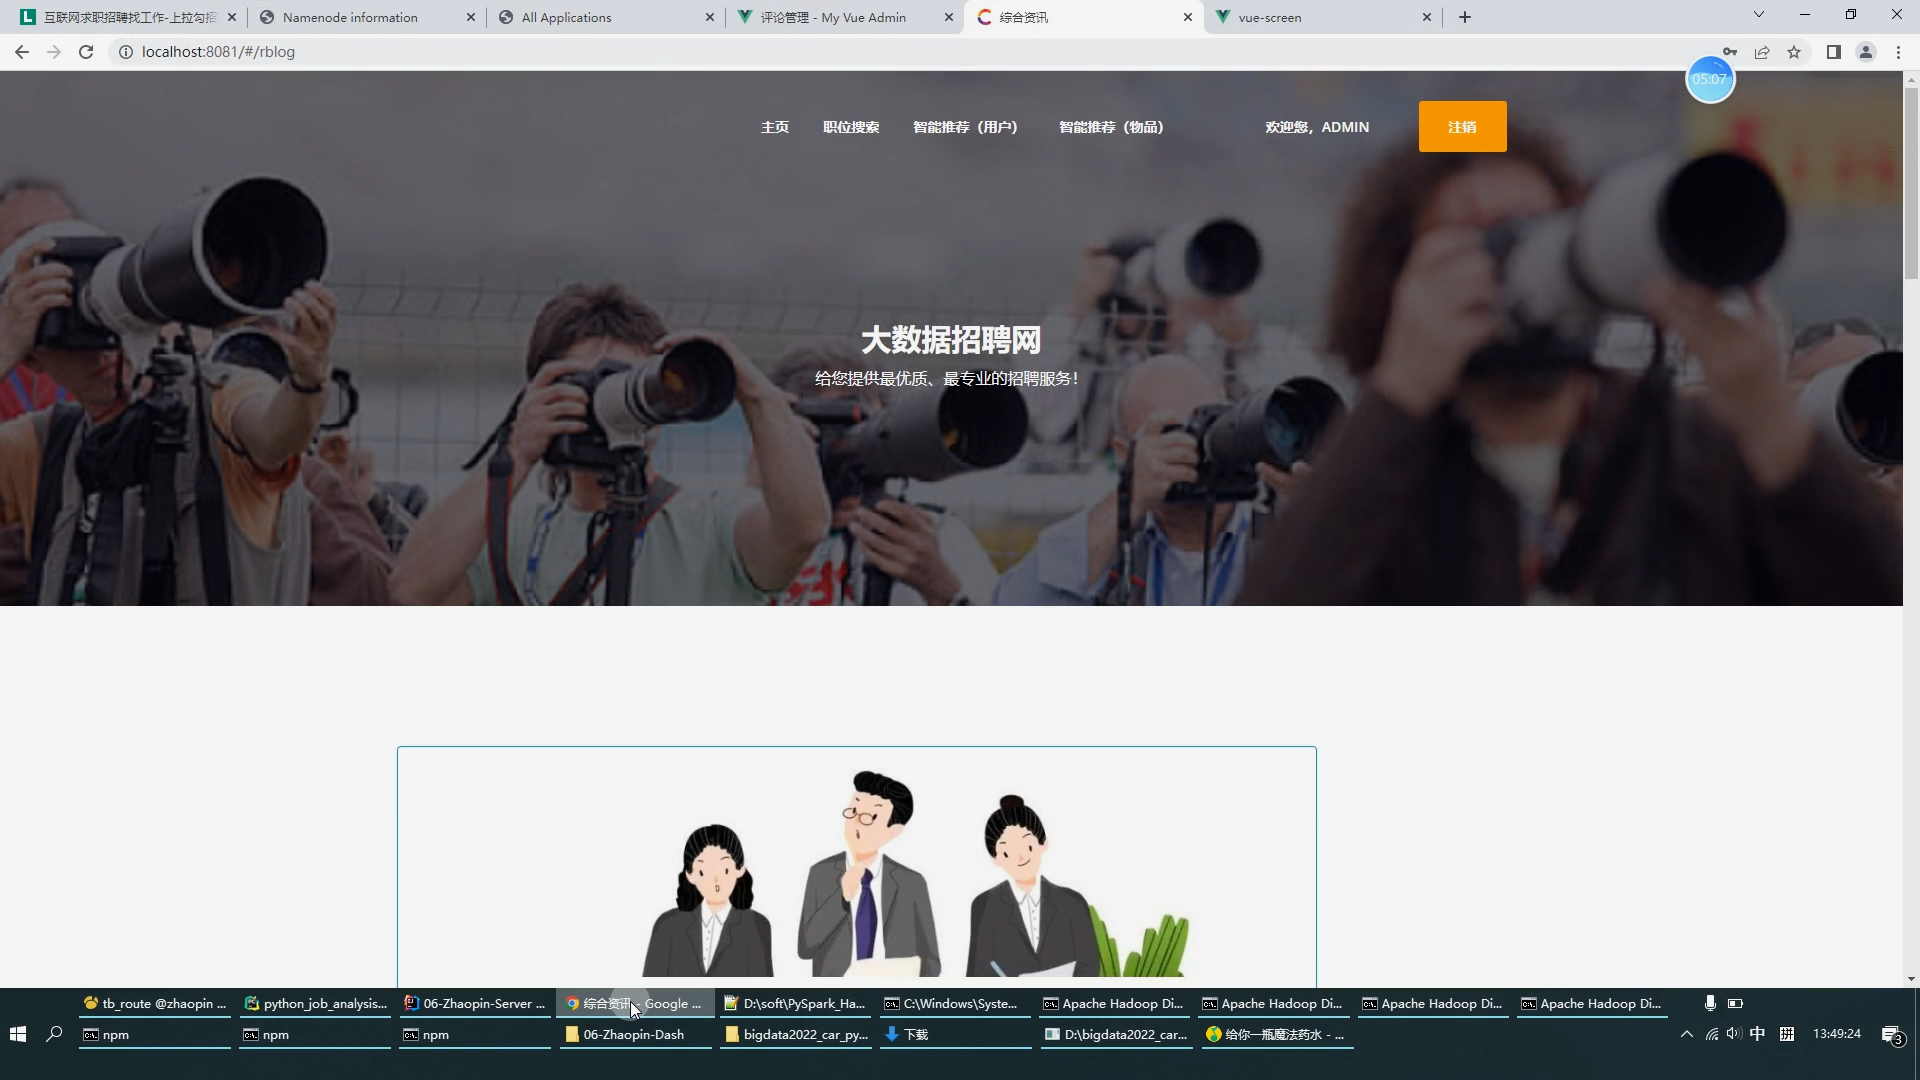 互联网求职招聘找工作-上拉勾招
Namenode information
All Applications
评论管理 - My Vue Admin
综合资讯
vue-screen
localhost:8081/#/rblog
05:07
主页
职位搜索
智能推荐（用户）
智能推荐（物品）
欢迎您，ADMIN
注销
大数据招聘网
给您提供最优质、最专业的招聘服务！
tb_route @zhaopin ...
python_job_analysis...
06-Zhaopin-Server ...
综合资讯 - Google ...
D:\soft\PySpark_Ha...
C:\Windows\Syste...
Apache Hadoop Di...
Apache Hadoop Di...
Apache Hadoop Di...
Apache Hadoop Di...
npm
npm
npm
06-Zhaopin-Dash
bigdata2022_car_py...
下载
D:\bigdata2022_car...
给你一瓶魔法药水 - ...
中
拼
13:49:24
3